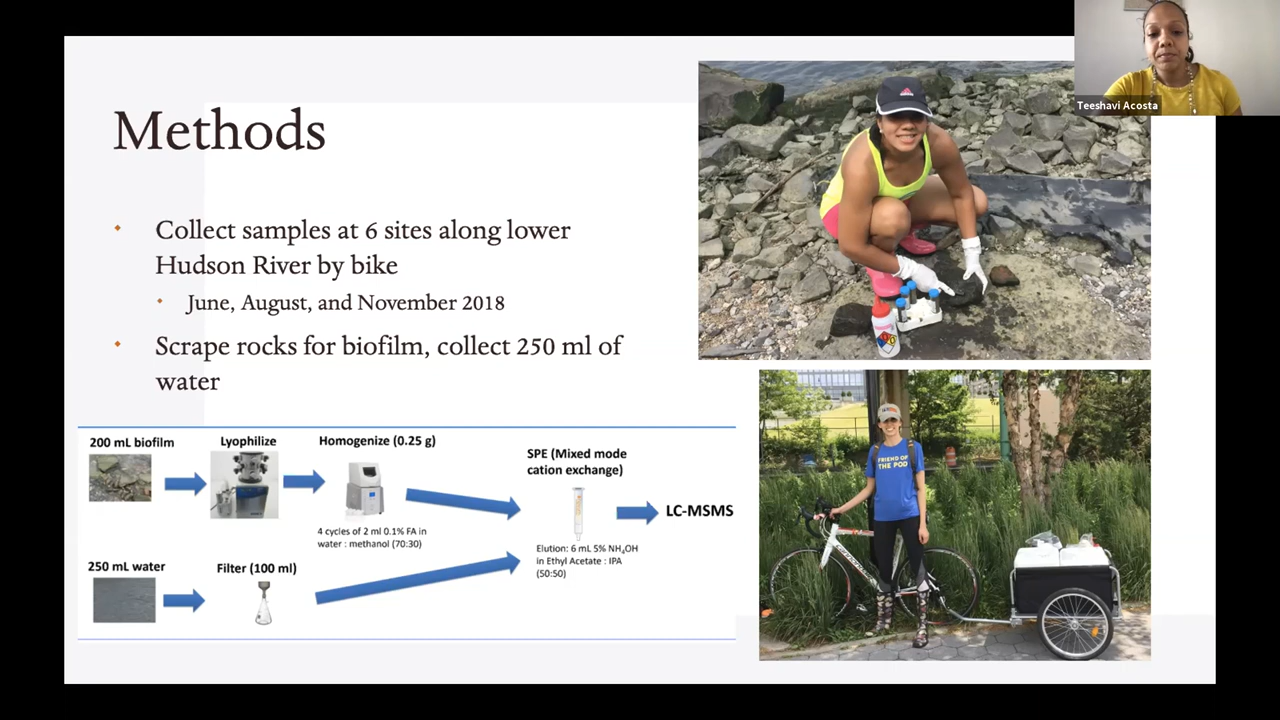 Teeshavi Acosta
Methods
Collect samples at 6 sites along lower
Hudson River by bike
June, August, and November 2018
Scrape rocks for biofilm, collect 250 ml of
water
200 mL biofilm
Lyophilize
Homogenize (0.25 g)
4 cycles of 2 ml 0.1% FA in
water : methanol (70:30)
SPE (Mixed mode
cation exchange)
LC-MSMS
Elution: 6 mL 5% NH₄OH
in Ethyl Acetate : IPA
(50:50)
250 mL water
Filter (100 ml)
FRIEND OF
THE POD